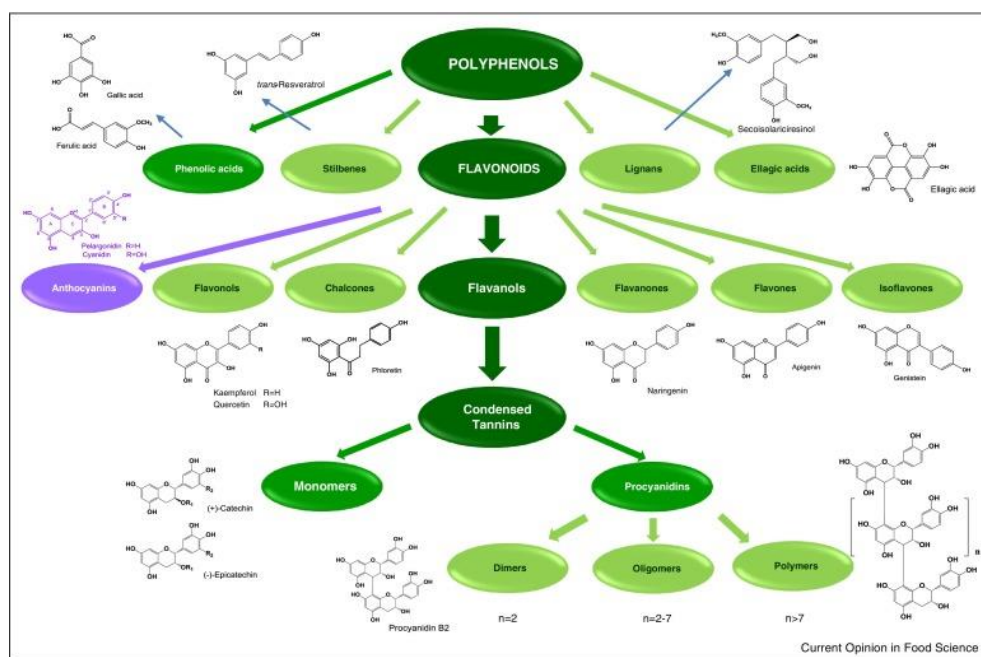 POLYPHENOLS
Gallic acid
trans-Resveratrol
Secoisolariciresinol
Ferulic acid
Phenolic acids
Stilbenes
FLAVONOIDS
Lignans
Ellagic acids
Ellagic acid
Pelargonidin R=H
Cyanidin R=OH
Anthocyanins
Flavonols
Chalcones
Flavanols
Flavanones
Flavones
Isoflavones
Kaempferol R=H
Quercetin R=OH
Phloretin
Naringenin
Apigenin
Genistein
Condensed
Tannins
Monomers
Procyanidins
(+)-Catechin
(-)-Epicatechin
Dimers
Oligomers
Polymers
Procyanidin B2
n=2
n=2-7
n>7
Current Opinion in Food Science